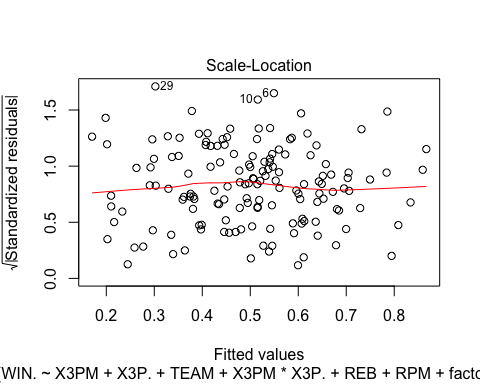 Scale-Location
√|Standardized residuals|
29
6
10
1.5
1.0
0.5
0.0
0.2 0.3 0.4 0.5 0.6 0.7 0.8
Fitted values
WIN. ~ X3PM + X3P. + TEAM + X3PM * X3P. + REB + RPM + facto